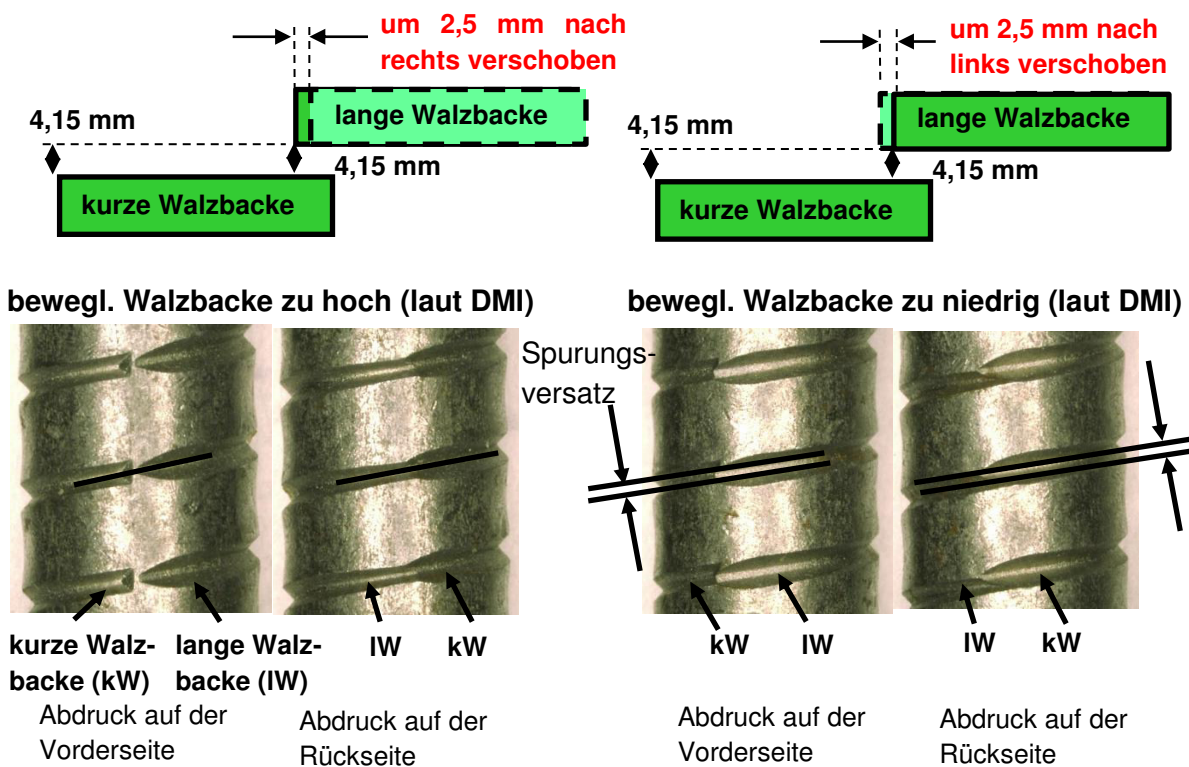 um 2,5 mm nach
rechts verschoben
lange Walzbacke
4,15 mm
4,15 mm
kurze Walzbacke
um 2,5 mm nach
links verschoben
lange Walzbacke
4,15 mm
4,15 mm
kurze Walzbacke
bewegl. Walzbacke zu hoch (laut DMI)
bewegl. Walzbacke zu niedrig (laut DMI)
Spurungs-
versatz
kurze Walz-
backe (kW)
lange Walz-
backe (lW)
lW
kW
kW
lW
lW
kW
Abdruck auf der
Vorderseite
Abdruck auf der
Rückseite
Abdruck auf der
Vorderseite
Abdruck auf der
Rückseite